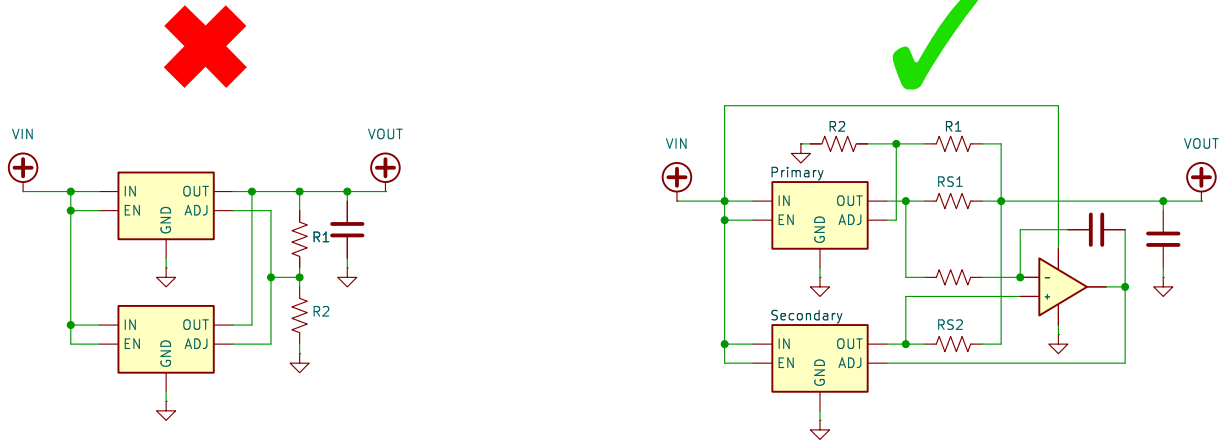 VIN
VOUT
IN
OUT
EN
ADJ
GND
R1
R2
IN
OUT
EN
ADJ
GND
VIN
VOUT
R2
R1
Primary
RS1
IN
OUT
EN
ADJ
GND
-
+
Secondary
RS2
IN
OUT
EN
ADJ
GND